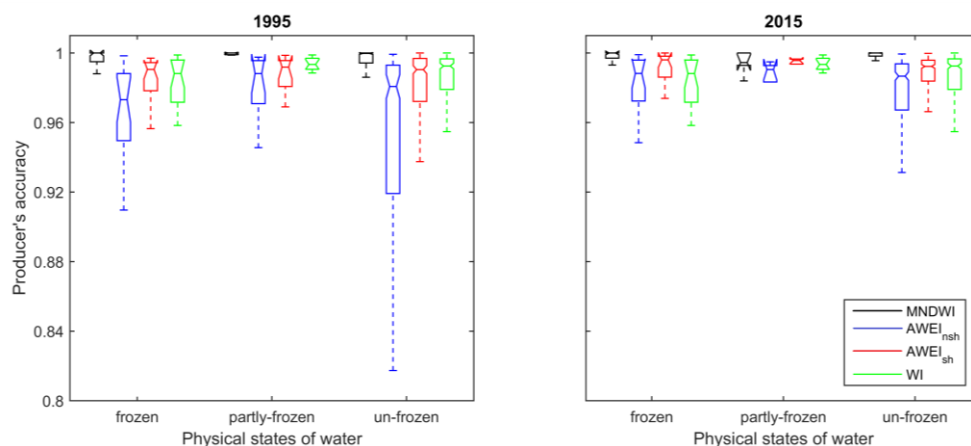 1995
2015
Producer's accuracy
1
0.96
0.92
0.88
0.84
0.8
frozen partly-frozen un-frozen
Physical states of water
frozen partly-frozen un-frozen
Physical states of water
MNDWI
AWEInsh
AWEIsh
WI